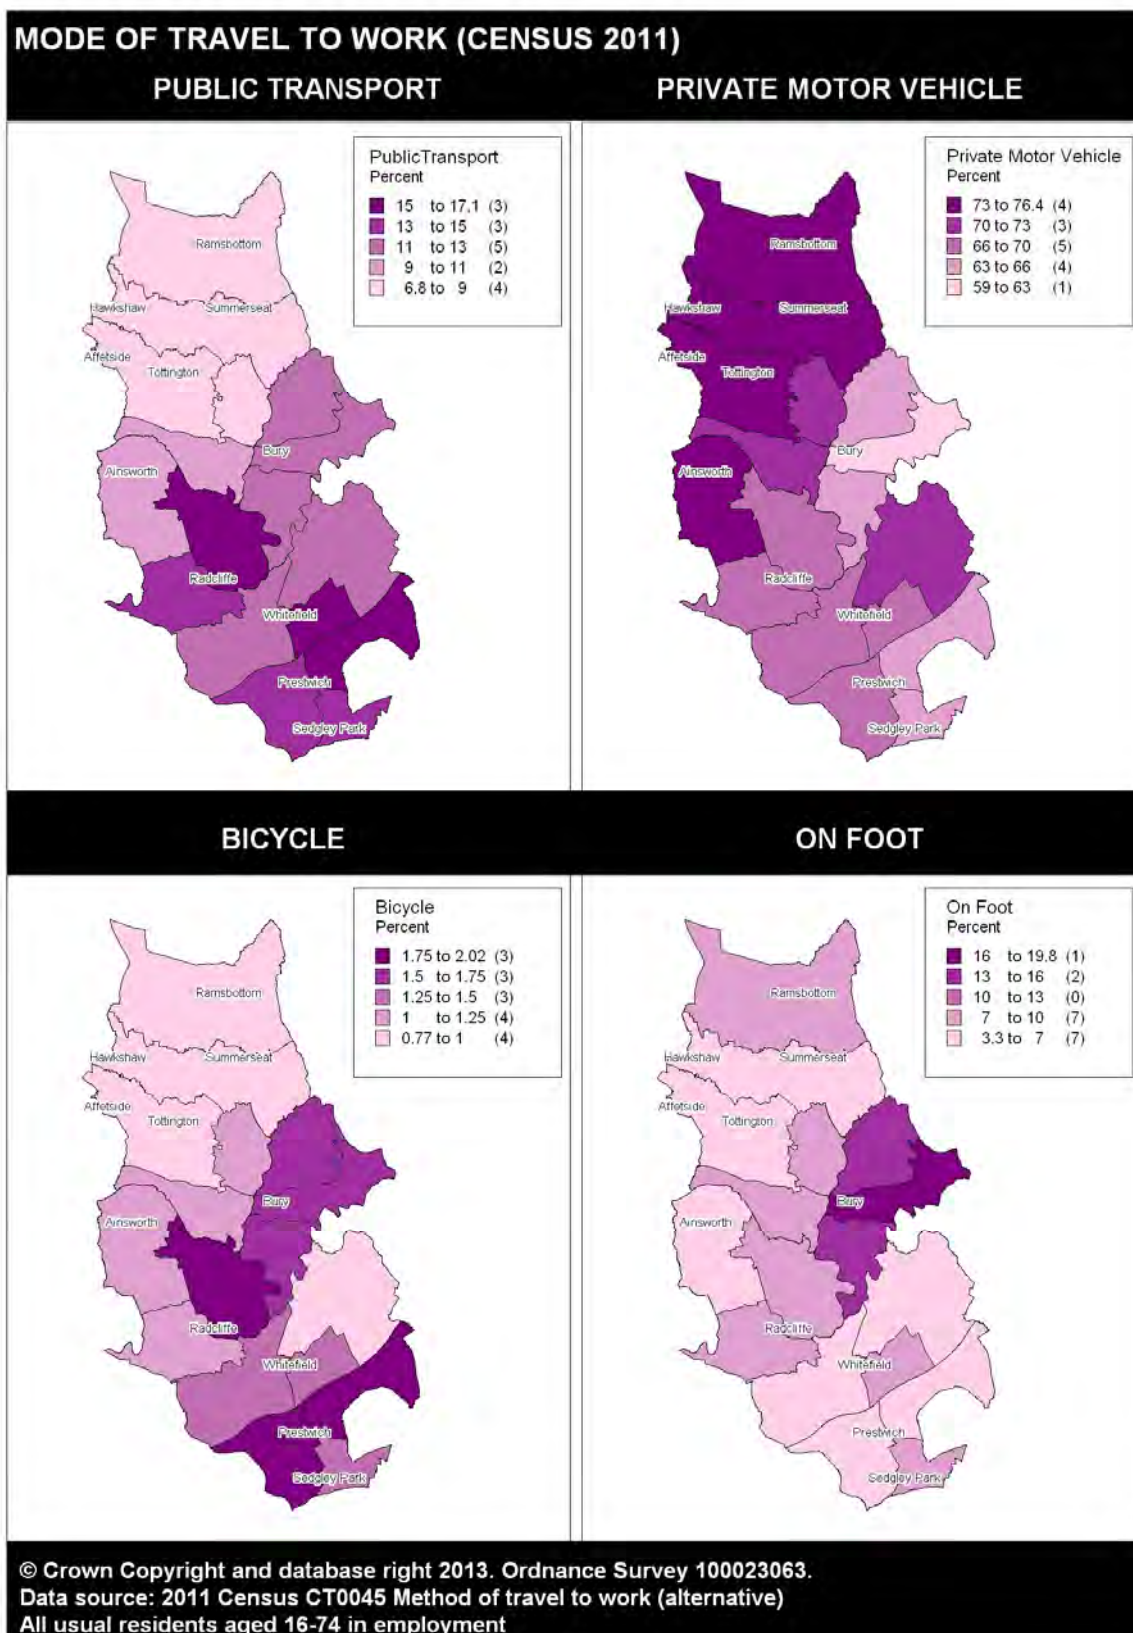 MODE OF TRAVEL TO WORK (CENSUS 2011)
PUBLIC TRANSPORT
PRIVATE MOTOR VEHICLE
PublicTransport
Percent
15 to 17.1 (3)
13 to 15 (3)
11 to 13 (5)
9 to 11 (2)
6.8 to 9 (4)
Ramsbottom
Hawkshaw
Summerseat
Affetside
Tottington
Bury
Ainsworth
Radcliffe
Whitefield
Prestwich
Sedgley Park
Private Motor Vehicle
Percent
73 to 76.4 (4)
70 to 73 (3)
66 to 70 (5)
63 to 66 (4)
59 to 63 (1)
Ramsbottom
Hawkshaw
Summerseat
Affetside
Tottington
Bury
Ainsworth
Radcliffe
Whitefield
Prestwich
Sedgley Park
BICYCLE
ON FOOT
Bicycle
Percent
1.75 to 2.02 (3)
1.5 to 1.75 (3)
1.25 to 1.5 (3)
1 to 1.25 (4)
0.77 to 1 (4)
Ramsbottom
Hawkshaw
Summerseat
Affetside
Tottington
Bury
Ainsworth
Radcliffe
Whitefield
Prestwich
Sedgley Park
On Foot
Percent
16 to 19.8 (1)
13 to 16 (2)
10 to 13 (0)
7 to 10 (7)
3.3 to 7 (7)
Ramsbottom
Hawkshaw
Summerseat
Affetside
Tottington
Bury
Ainsworth
Radcliffe
Whitefield
Prestwich
Sedgley Park
© Crown Copyright and database right 2013. Ordnance Survey 100023063.
Data source: 2011 Census CT0045 Method of travel to work (alternative)
All usual residents aged 16-74 in employment